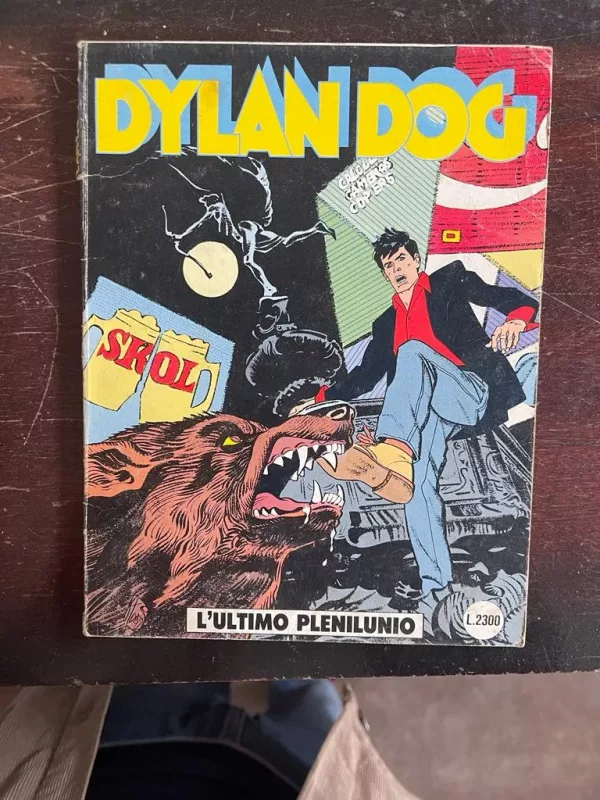 DYLAN DOG
SKOL
L'ULTIMO PLENILUNIO
L.2300